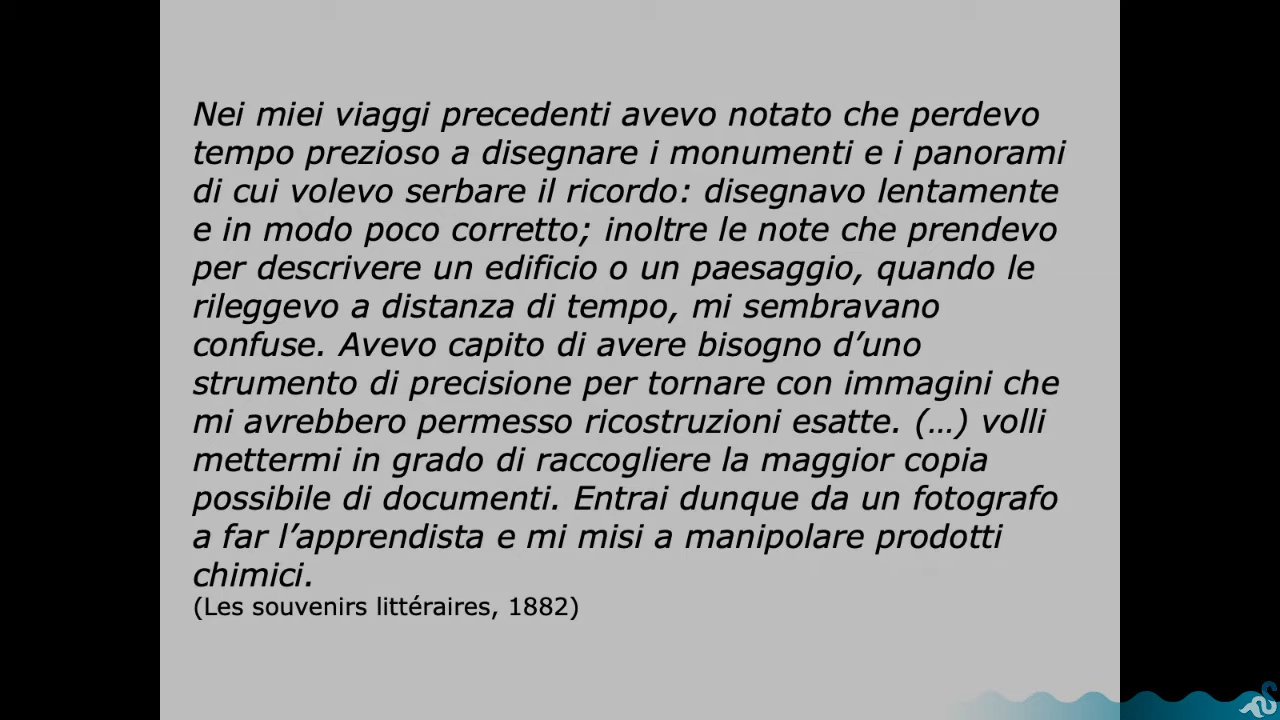 Nei miei viaggi precedenti avevo notato che perdevo
tempo prezioso a disegnare i monumenti e i panorami
di cui volevo serbare il ricordo: disegnavo lentamente
e in modo poco corretto; inoltre le note che prendevo
per descrivere un edificio o un paesaggio, quando le
rileggevo a distanza di tempo, mi sembravano
confuse. Avevo capito di avere bisogno d’uno
strumento di precisione per tornare con immagini che
mi avrebbero permesso ricostruzioni esatte. (…) volli
mettermi in grado di raccogliere la maggior copia
possibile di documenti. Entrai dunque da un fotografo
a far l’apprendista e mi misi a manipolare prodotti
chimici.
(Les souvenirs littéraires, 1882)